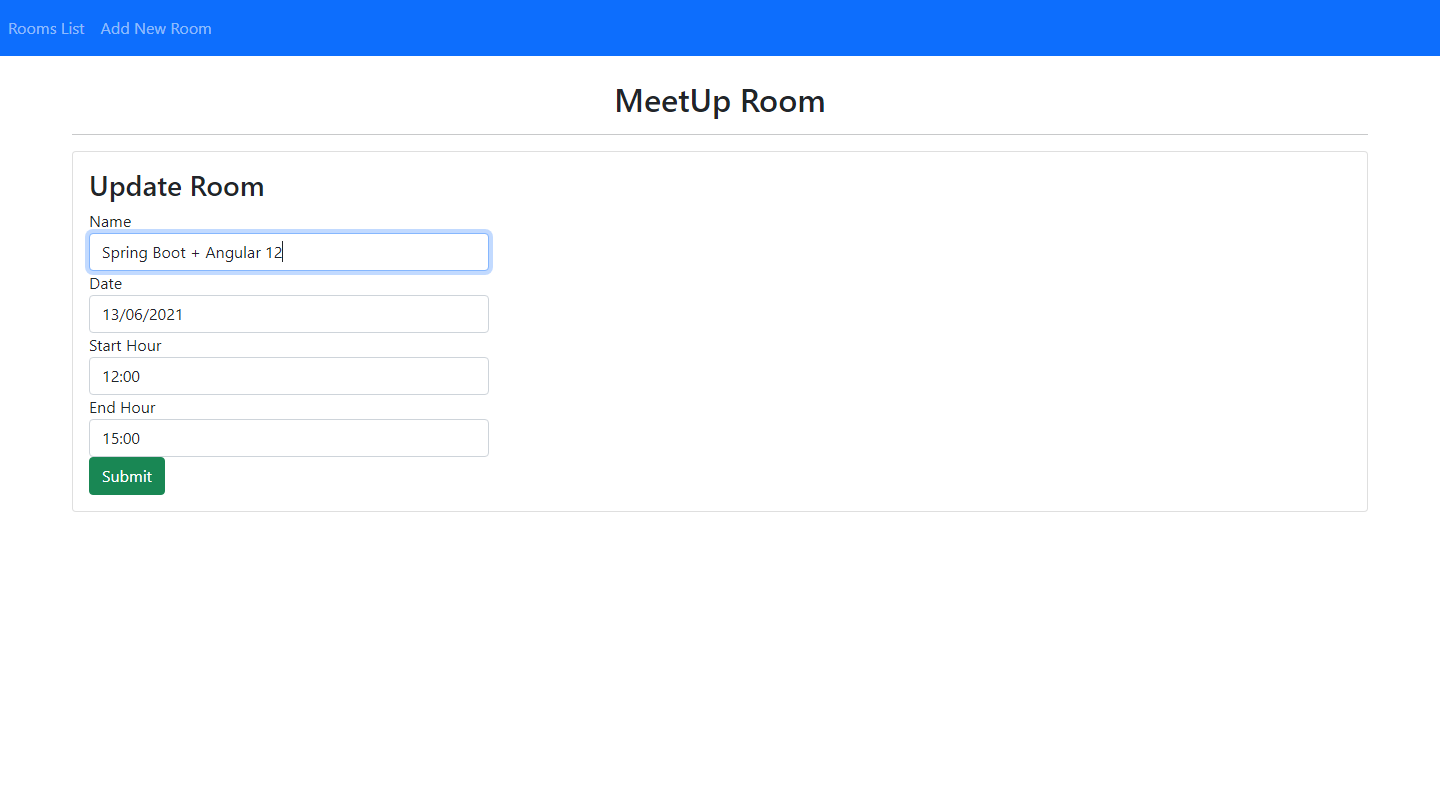 Rooms List Add New Room
MeetUp Room
Update Room
Name
Spring Boot + Angular 12
Date
13/06/2021
Start Hour
12:00
End Hour
15:00
Submit